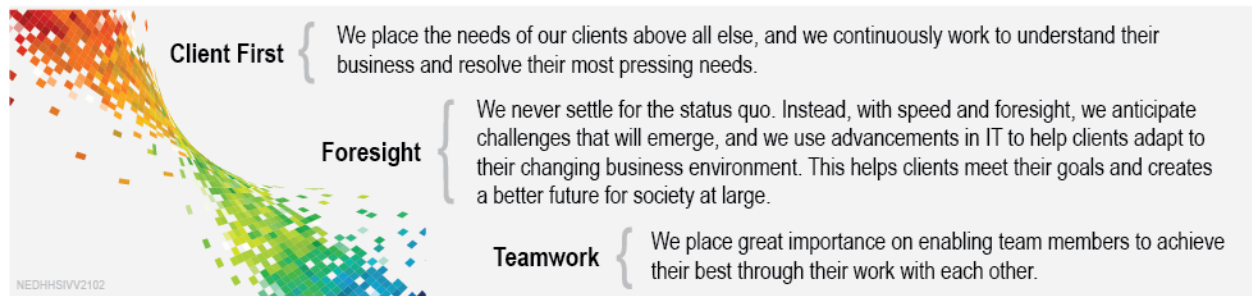 Client First
We place the needs of our clients above all else, and we continuously work to understand their
business and resolve their most pressing needs.
Foresight
We never settle for the status quo. Instead, with speed and foresight, we anticipate
challenges that will emerge, and we use advancements in IT to help clients adapt to
their changing business environment. This helps clients meet their goals and creates
a better future for society at large.
Teamwork
We place great importance on enabling team members to achieve
their best through their work with each other.
NEDHHSIVV2102